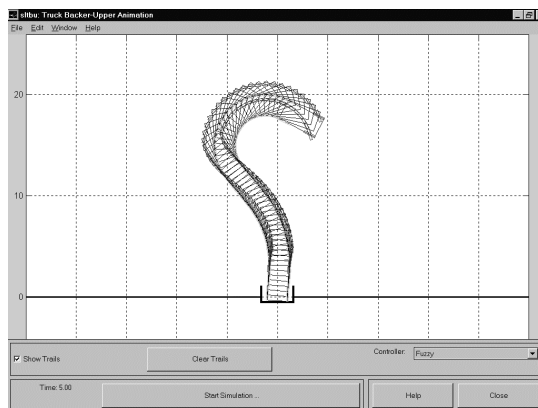 sltbu: Truck Backer-Upper Animation
File Edit Window Help
20
10
0
Show Trails
Clear Trails
Controller: Fuzzy
Time: 5.00
Start Simulation ...
Help
Close